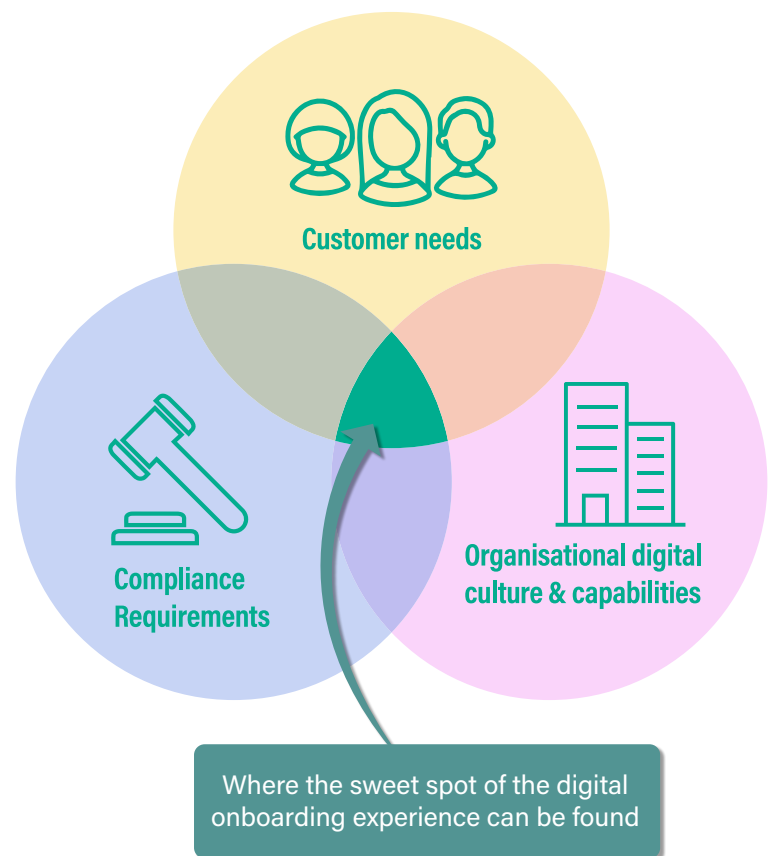 Customer needs
Compliance
Requirements
Organisational digital
culture & capabilities
Where the sweet spot of the digital
onboarding experience can be found